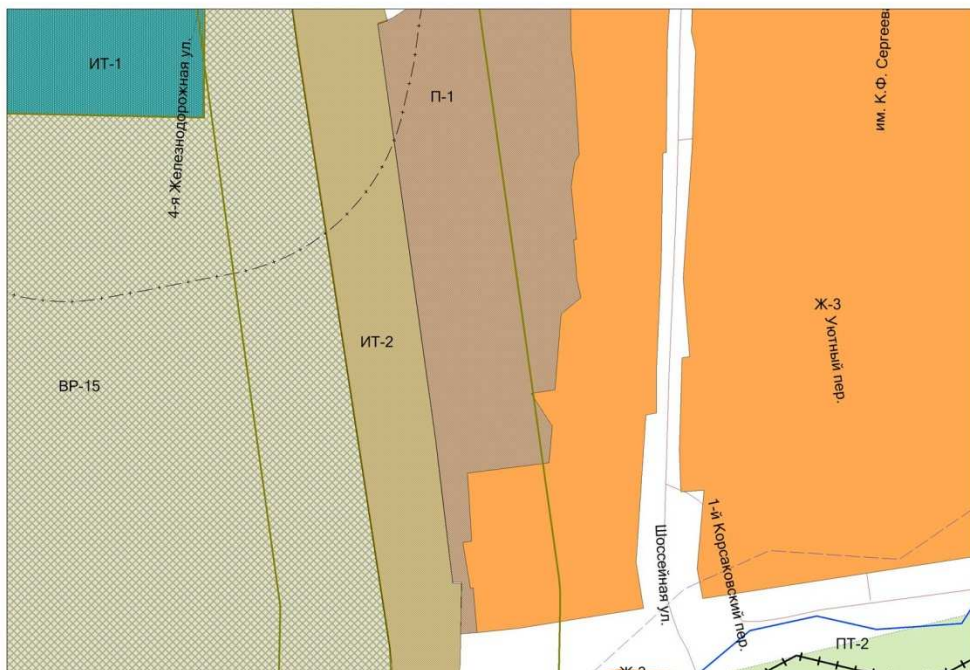 ИТ-1
4-я Железнодорожная ул.
П-1
им. К.Ф. Сергеева
Ж-3
Уютный пер.
ИТ-2
ВР-15
Шоссейная ул.
1-й Корсаковский пер.
ПТ-2